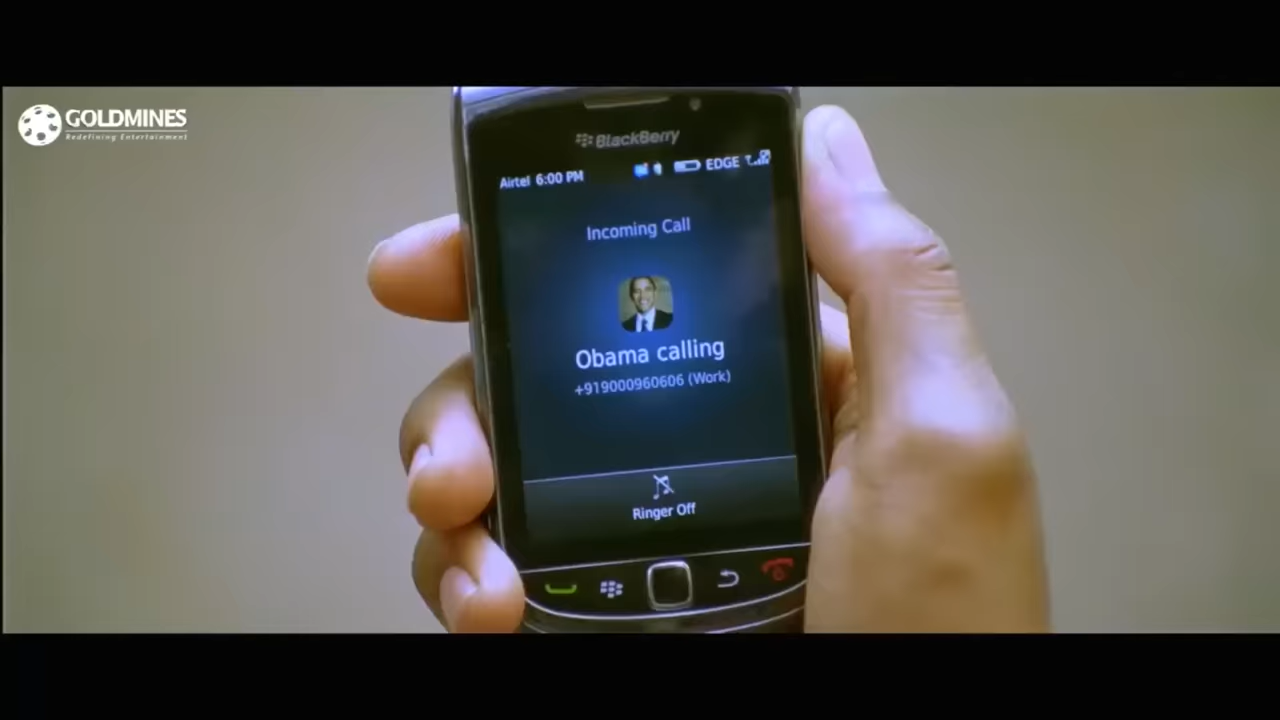 GOLDMINES
Redefining Entertainment
BlackBerry
Airtel 6:00 PM EDGE
Incoming Call
Obama calling
+919000960606 (Work)
Ringer Off